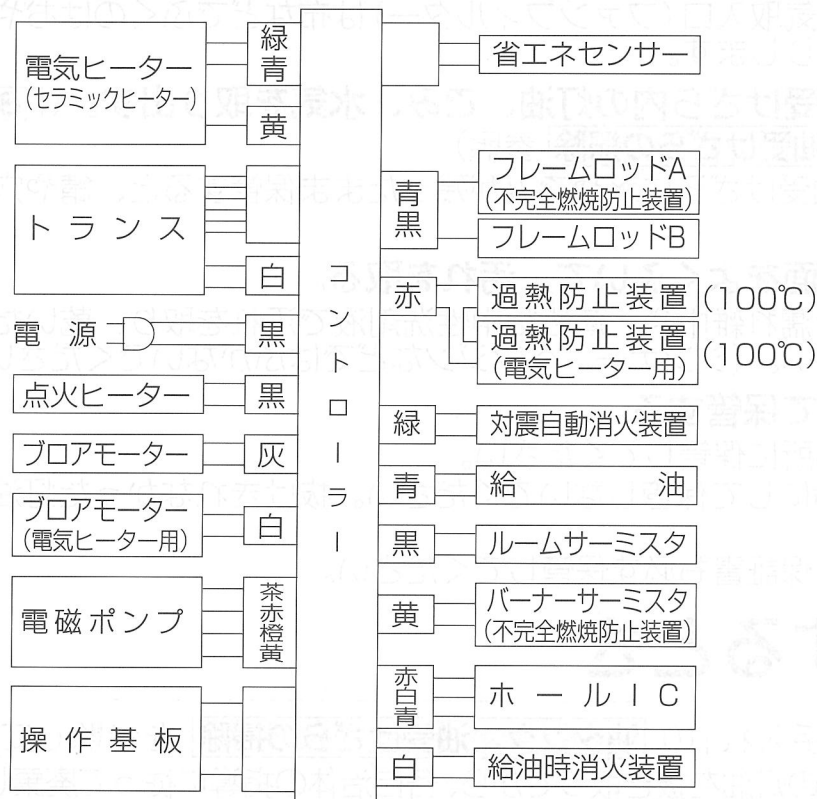 電気ヒーター
(セラミックヒーター)
緑
青
黄
トランス
白
電源
黒
点火ヒーター
黒
ブロアモーター
灰
ブロアモーター
(電気ヒーター用)
白
電磁ポンプ
茶
赤
橙
黄
操作基板
コントローラー
省エネセンサー
青
黒
フレームロッドA
(不完全燃焼防止装置)
フレームロッドB
赤
過熱防止装置(100℃)
過熱防止装置
(電気ヒーター用)
(100℃)
緑
対震自動消火装置
青
給油
黒
ルームサーミスタ
黄
バーナーサーミスタ
(不完全燃焼防止装置)
赤
白
青
ホールIC
白
給油時消火装置